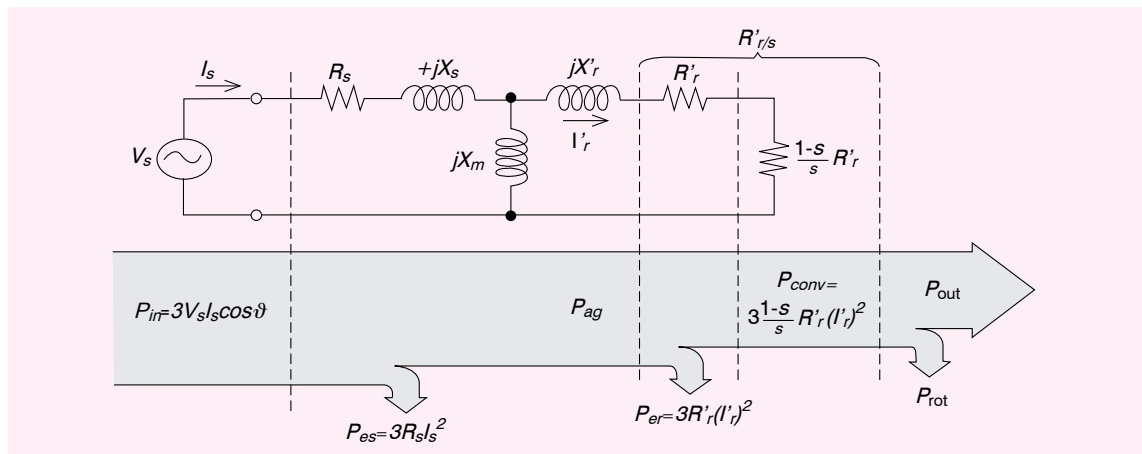 R'r/s
Is
Rs
+jXs
jX'r
R'r
I'r
Vs
jXm
1-s
s
R'r
Pin=3VsIscosϑ
Pag
Pconv=
3 1-s/s R'r(I'r)²
Pout
Pes=3RsIs²
Per=3R'r(I'r)²
Prot